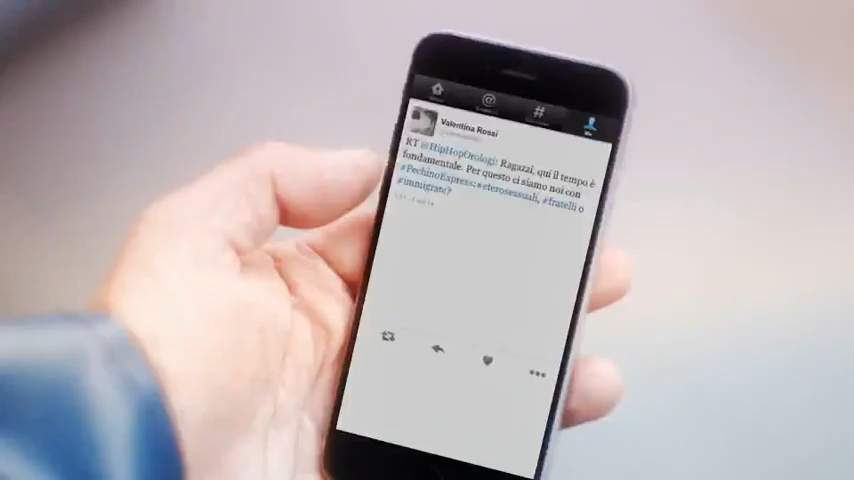 Valentina Rossi
RT @HipHopOrologi: Ragazzi, qui il tempo è
fondamentale. Per questo ci siamo noi con
#PechinoExpress: #eterosessuali, #fratelli o
#immigrate?